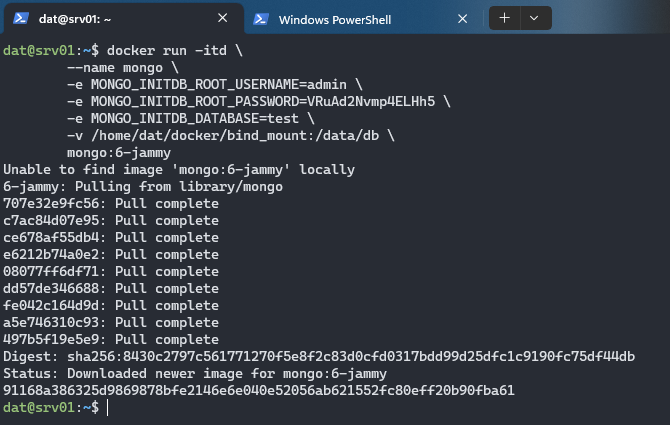 dat@srv01: ~
Windows PowerShell
dat@srv01:~$ docker run -itd \
--name mongo \
-e MONGO_INITDB_ROOT_USERNAME=admin \
-e MONGO_INITDB_ROOT_PASSWORD=VRuAd2Nvmp4ELHh5 \
-e MONGO_INITDB_DATABASE=test \
-v /home/dat/docker/bind_mount:/data/db \
mongo:6-jammy
Unable to find image 'mongo:6-jammy' locally
6-jammy: Pulling from library/mongo
707e32e9fc56: Pull complete
c7ac84d07e95: Pull complete
ce678af55db4: Pull complete
e6212b74a0e2: Pull complete
08077ff6df71: Pull complete
dd57de346688: Pull complete
fe042c164d9d: Pull complete
a5e746310c93: Pull complete
497b5f19e5e9: Pull complete
Digest: sha256:8430c2797c561771270f5e8f2c83d0cfd0317bdd99d25dfc1c9190fc75df44db
Status: Downloaded newer image for mongo:6-jammy
91168a386325d9869878bfe2146e6e040e52056ab621552fc80eff20b90fba61
dat@srv01:~$